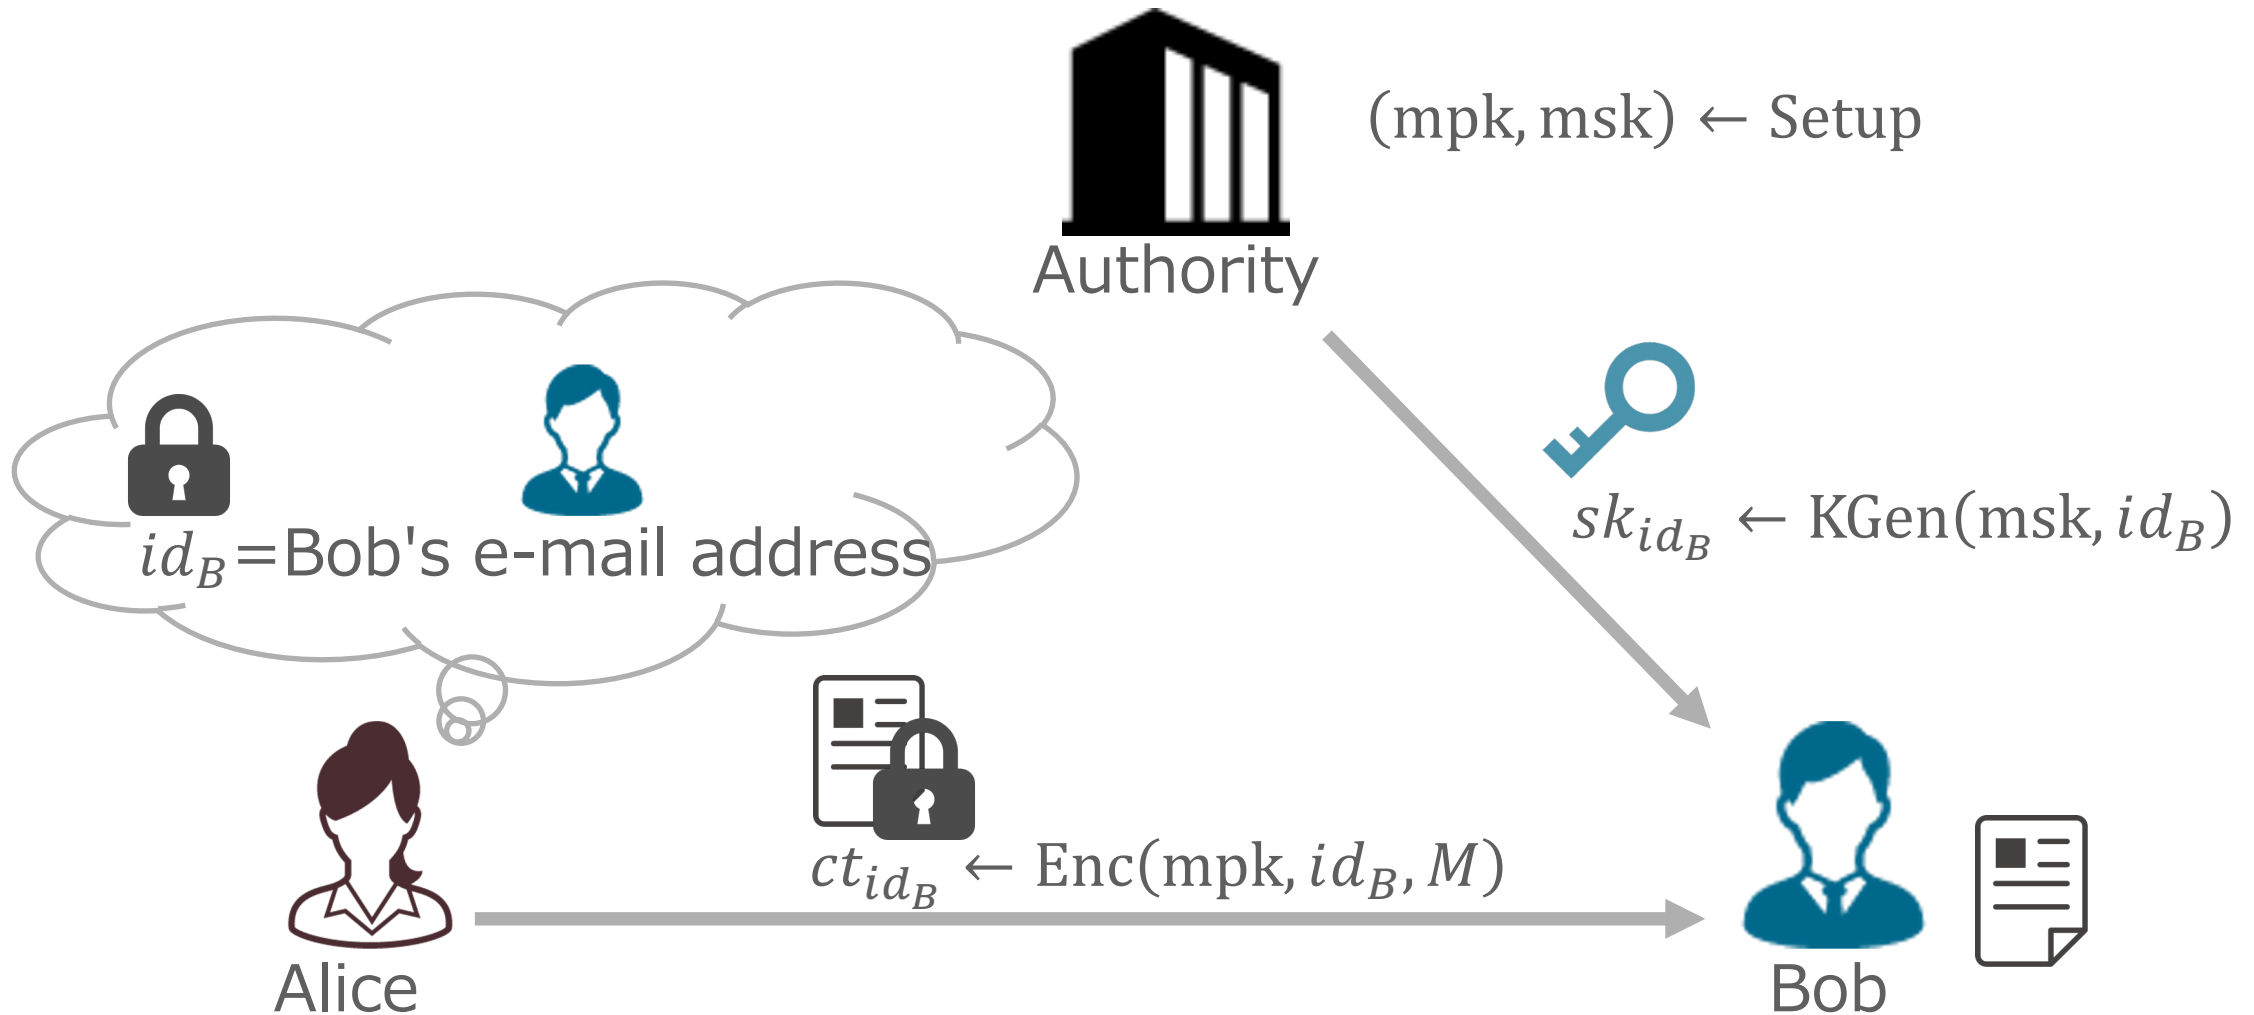 (mpk, msk) ← Setup
Authority
id_B=Bob's e-mail address
sk_{id_B} ← KGen(msk, id_B)
ct_{id_B} ← Enc(mpk, id_B, M)
Alice
Bob